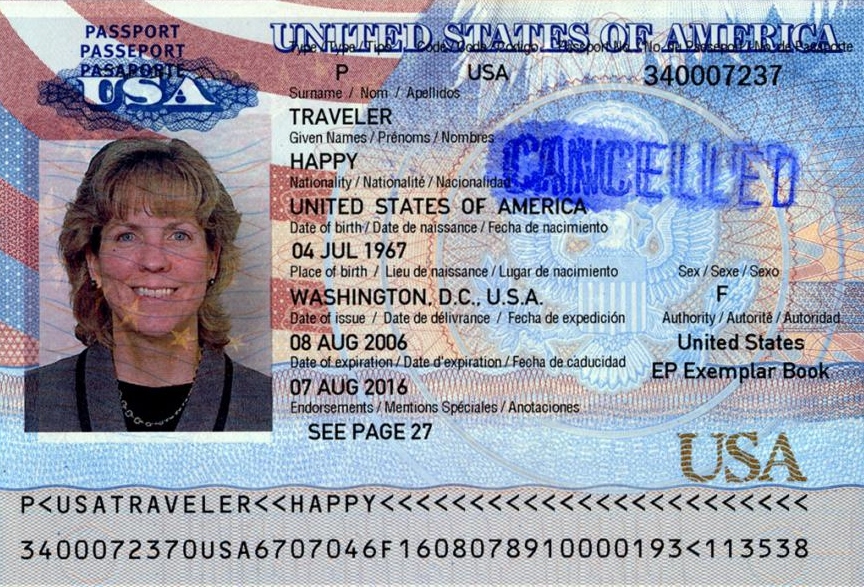 PASSPORT
PASSEPORT
PASAPORTE
USA
UNITED STATES OF AMERICA
Type / Type / Tipo Code / Code / Codigo Passport No. / No. du Passeport / No. de Pasaporte
P USA 340007237
Surname / Nom / Apellidos
TRAVELER
Given Names / Prénoms / Nombres
HAPPY
CANCELLED
Nationality / Nationalité / Nacionalidad
UNITED STATES OF AMERICA
Date of birth / Date de naissance / Fecha de nacimiento
04 JUL 1967
Place of birth / Lieu de naissance / Lugar de nacimiento Sex / Sexe / Sexo
WASHINGTON, D.C., U.S.A. F
Date of issue / Date de délivrance / Fecha de expedición Authority / Autorité / Autoridad
08 AUG 2006 United States
Date of expiration / Date d'expiration / Fecha de caducidad EP Exemplar Book
07 AUG 2016
Endorsements / Mentions Spéciales / Anotaciones
SEE PAGE 27
USA
P<USATRAVELER<<HAPPY<<<<<<<<<<<<<<<<<<<<<<<<
3400072370USA6707046F1608078910000193<113538